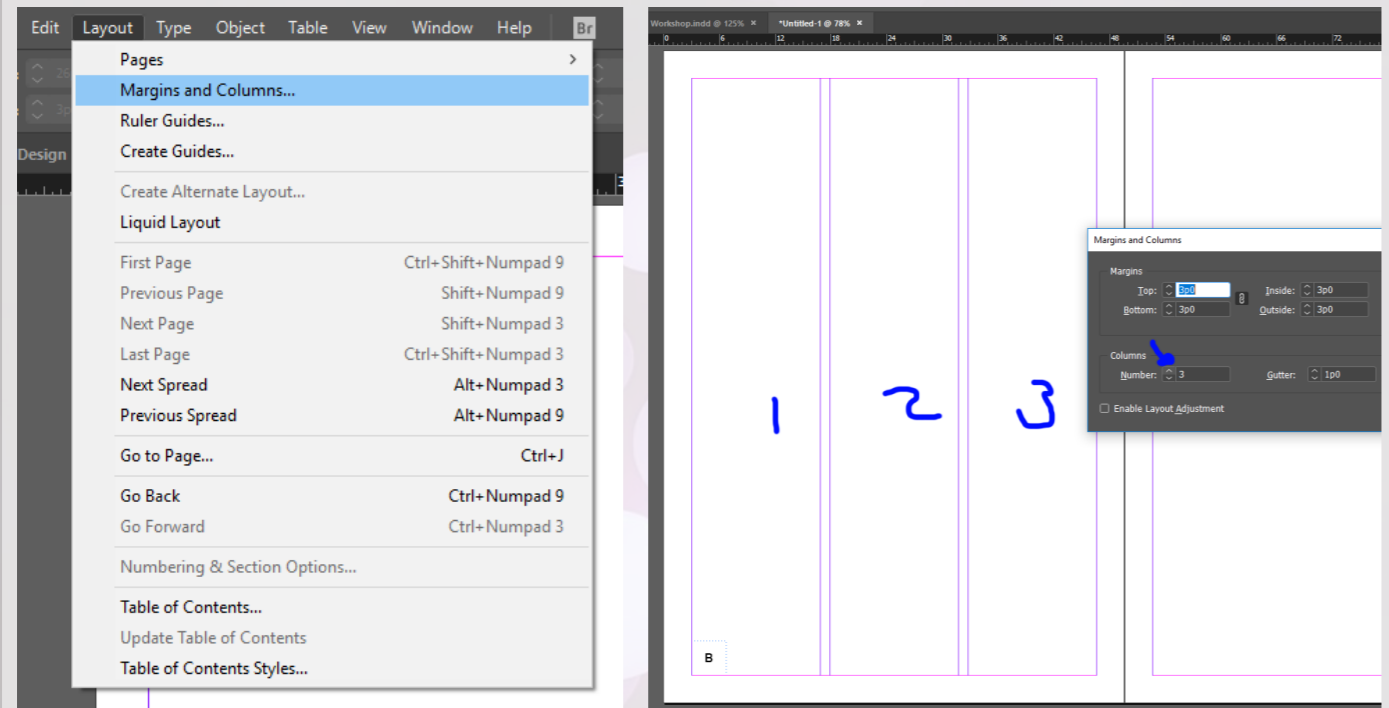 Edit Layout Type Object Table View Window Help Br
Pages
Margins and Columns...
Ruler Guides...
Create Guides...
Design
Create Alternate Layout...
Liquid Layout
First Page Ctrl+Shift+Numpad 9
Previous Page Shift+Numpad 9
Next Page Shift+Numpad 3
Last Page Ctrl+Shift+Numpad 3
Next Spread Alt+Numpad 3
Previous Spread Alt+Numpad 9
Go to Page... Ctrl+J
Go Back Ctrl+Numpad 9
Go Forward Ctrl+Numpad 3
Numbering & Section Options...
Table of Contents...
Update Table of Contents
Table of Contents Styles...
Workshop.indd @ 125% × *Untitled-1 @ 78% ×
0 6 12 18 24 30 36 42 48 54 60 66 72
Margins and Columns
Margins
Top: 3p0 Inside: 3p0
Bottom: 3p0 Outside: 3p0
Columns
Number: 3 Gutter: 1p0
Enable Layout Adjustment
1 2 3
B